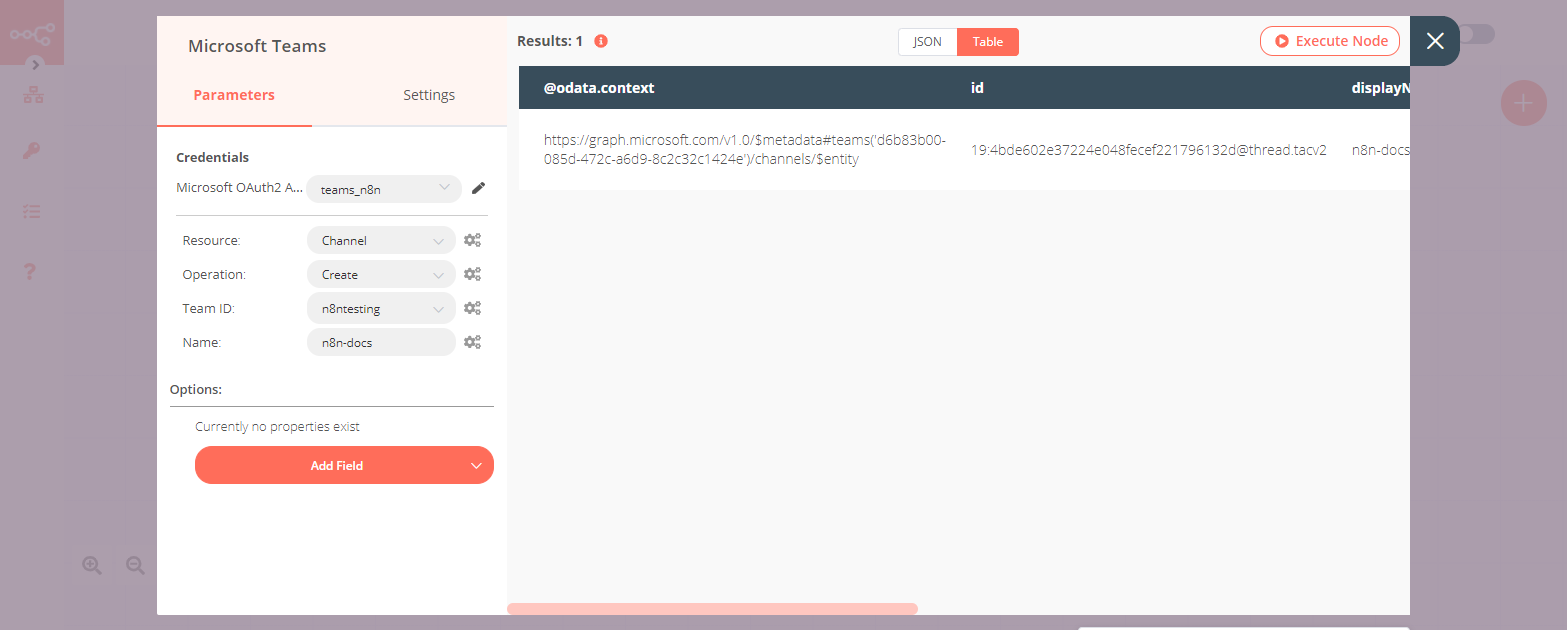 Microsoft Teams
Parameters
Settings
Credentials
Microsoft OAuth2 A...
teams_n8n
Resource:
Channel
Operation:
Create
Team ID:
n8ntesting
Name:
n8n-docs
Options:
Currently no properties exist
Add Field
Results: 1
JSON
Table
Execute Node
@odata.context
id
displayN
https://graph.microsoft.com/v1.0/$metadata#teams('d6b83b00-
085d-472c-a6d9-8c2c32c1424e')/channels/$entity
19:4bde602e37224e048fecef221796132d@thread.tacv2
n8n-docs